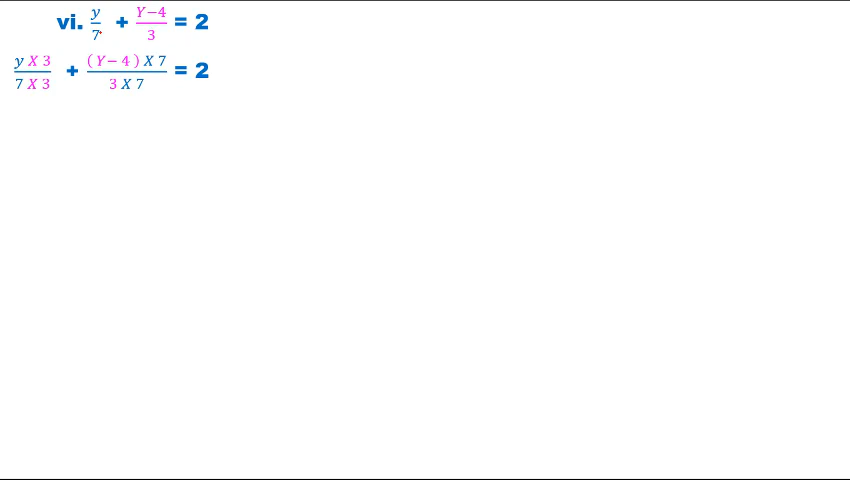 vi. y/7 + Y−4/3 = 2
y X 3/7 X 3 + (Y− 4 ) X 7/3 X 7 = 2